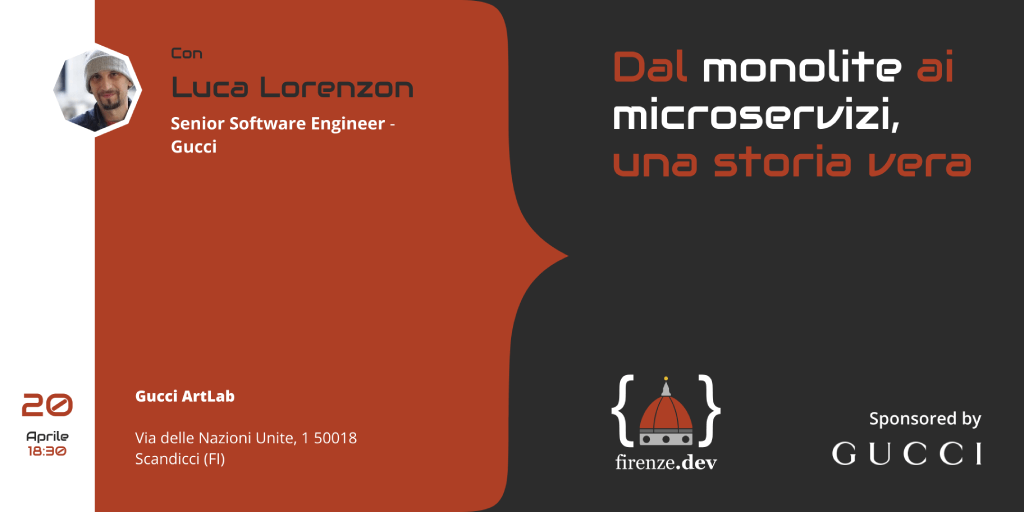 Con
Luca Lorenzon
Senior Software Engineer -
Gucci
20
Aprile
18:30
Gucci ArtLab
Via delle Nazioni Unite, 1 50018
Scandicci (FI)
Dal monolite ai
microservizi,
una storia vera
{ }
firenze.dev
Sponsored by
GUCCI